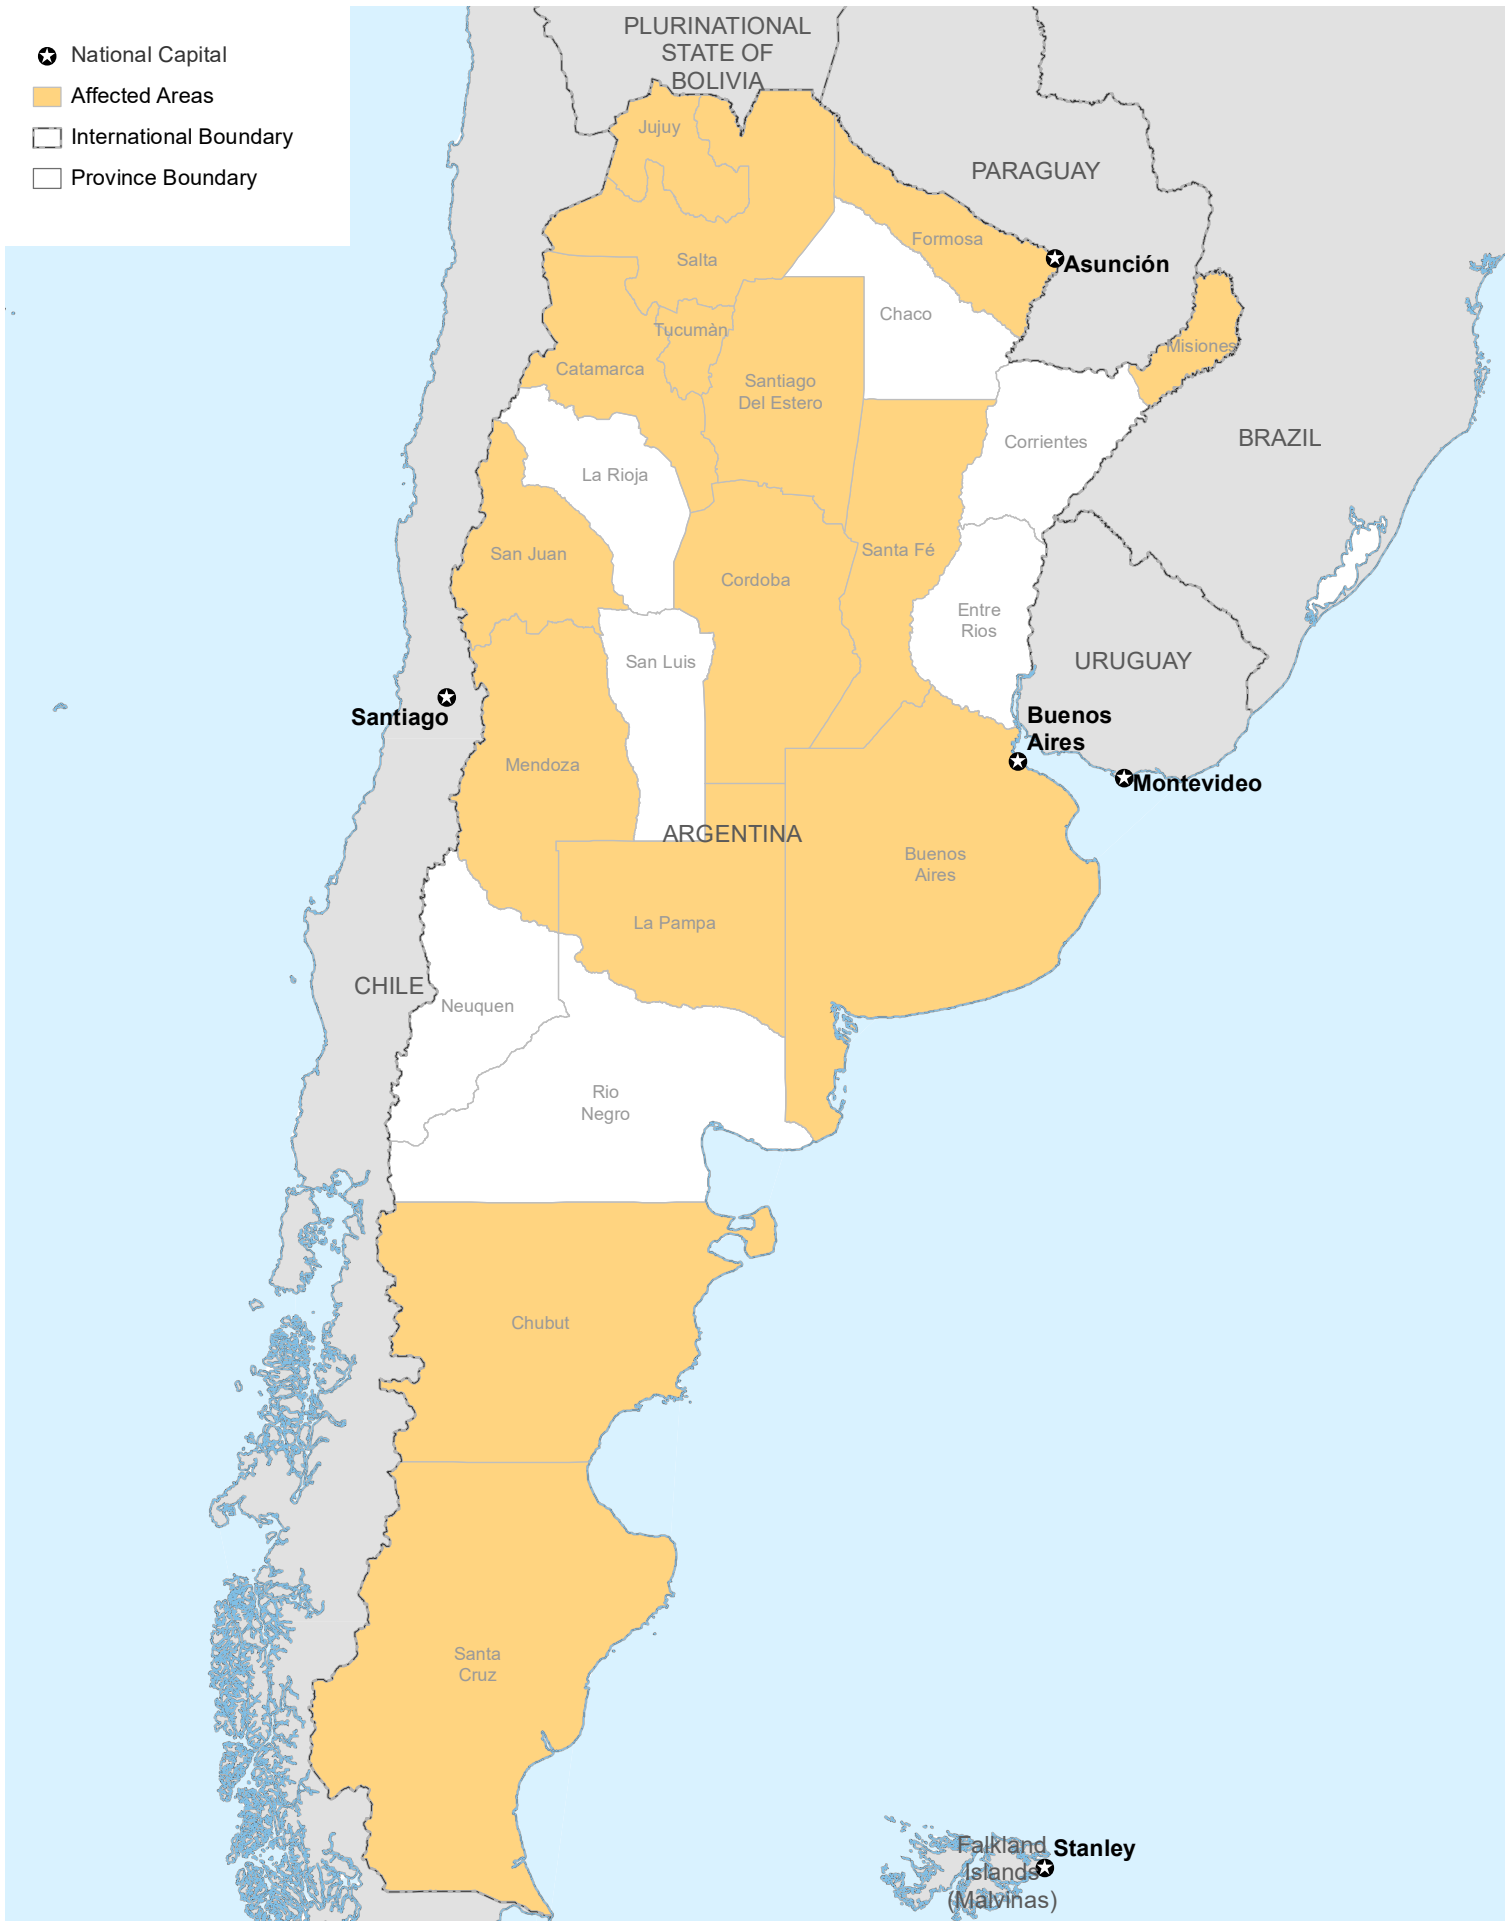 National Capital
Affected Areas
International Boundary
Province Boundary
PLURINATIONAL
STATE OF
BOLIVIA
Jujuy
PARAGUAY
Formosa
Asunción
Salta
Chaco
Tucumàn
Misiones
Catamarca
Santiago
Del Estero
BRAZIL
Corrientes
La Rioja
San Juan
Santa Fé
Cordoba
Entre
Rios
San Luis
URUGUAY
Santiago
Buenos
Aires
Mendoza
Montevideo
ARGENTINA
Buenos
Aires
La Pampa
CHILE
Neuquen
Rio
Negro
Chubut
Santa
Cruz
Falkland
Islands
(Malvinas)
Stanley